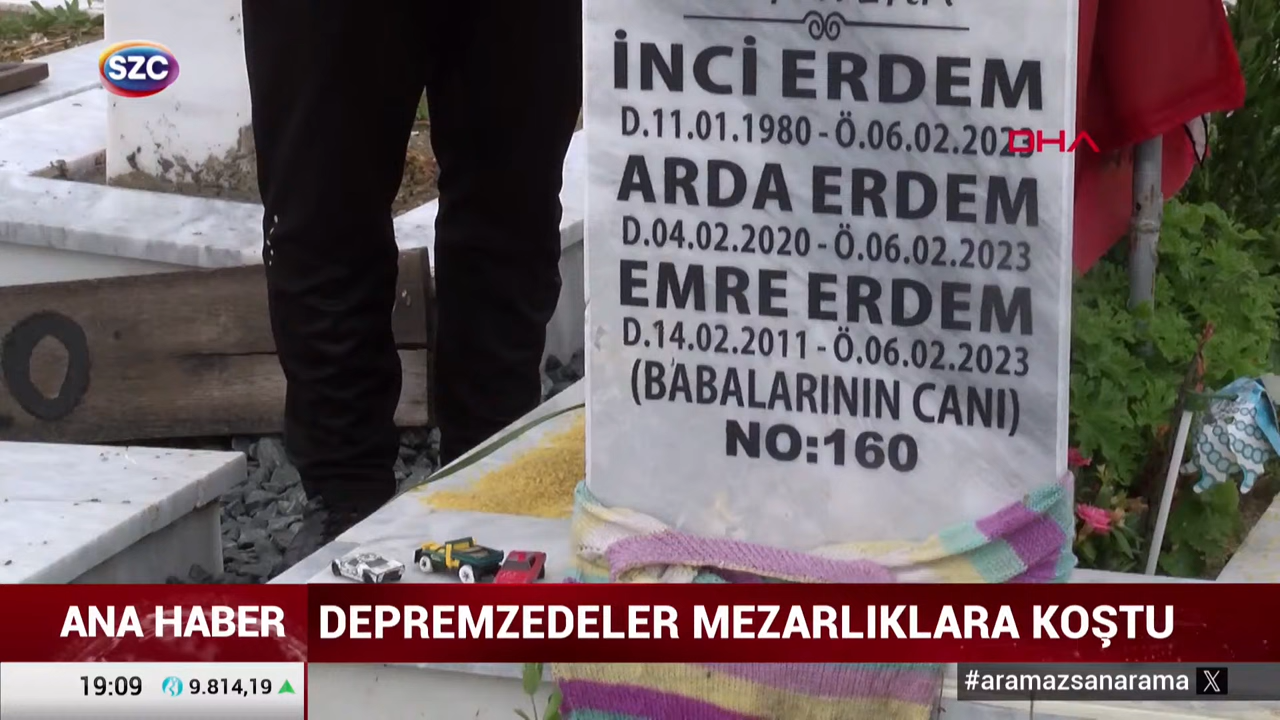 SZC
İNCİ ERDEM
D.11.01.1980 - Ö.06.02.2023
DHA
ARDA ERDEM
D.04.02.2020 - Ö.06.02.2023
EMRE ERDEM
D.14.02.2011 - Ö.06.02.2023
(BABALARININ CANI)
NO:160
O
ANA HABER
DEPREMZEDELER MEZARLIKLARA KOŞTU
19:09
9.814,19
#aramazsanarama X